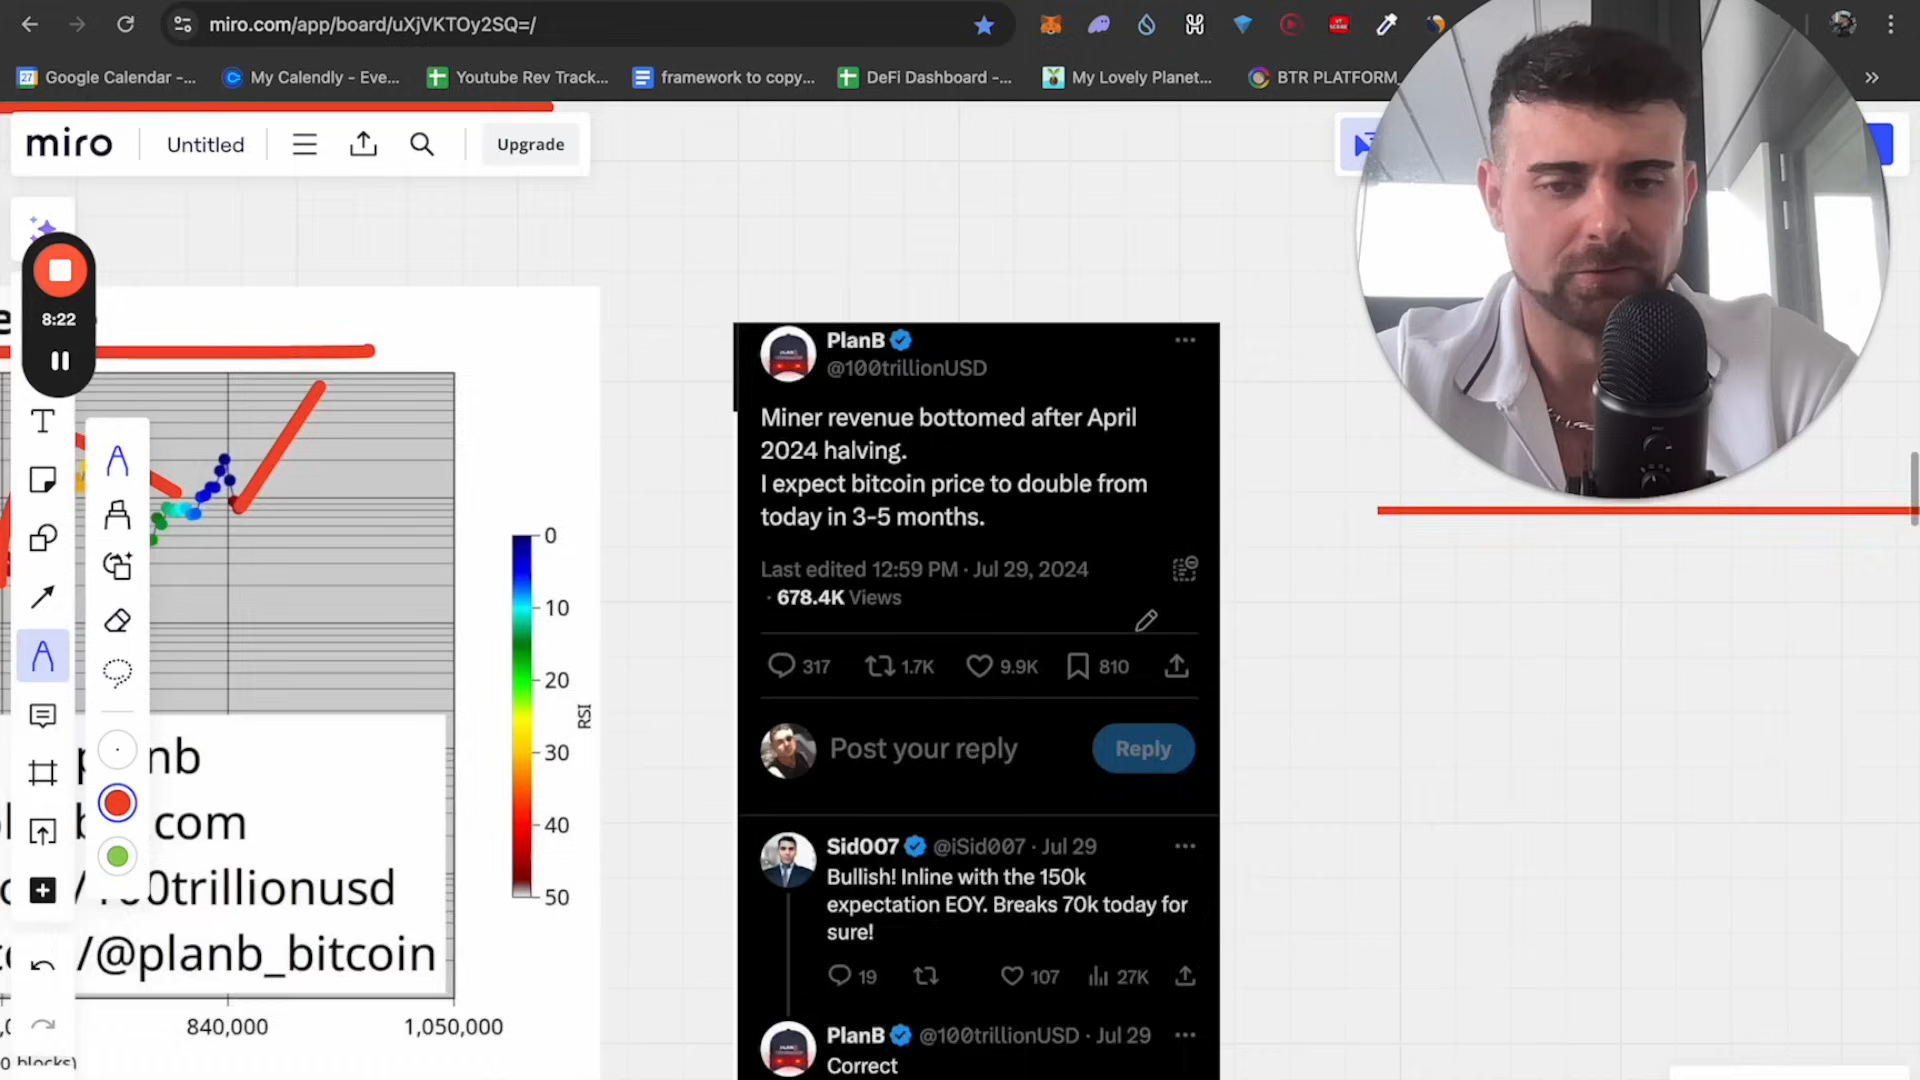 miro.com/app/board/uXjVKTOy2SQ=/
27 Google Calendar -...
My Calendly - Eve...
Youtube Rev Track...
framework to copy...
DeFi Dashboard -...
My Lovely Planet...
BTR PLATFORM
miro
Untitled
Upgrade
8:22
0
10
20
30
40
50
RSI
nb
com
/100trillionusd
/@planb_bitcoin
840,000
1,050,000
0 blocks)
PlanB
@100trillionUSD
Miner revenue bottomed after April
2024 halving.
I expect bitcoin price to double from
today in 3-5 months.
Last edited 12:59 PM · Jul 29, 2024
· 678.4K Views
317 1.7K 9.9K 810
Post your reply
Reply
Sid007 @iSid007 · Jul 29
Bullish! Inline with the 150k
expectation EOY. Breaks 70k today for
sure!
19 107 27K
PlanB @100trillionUSD · Jul 29
Correct